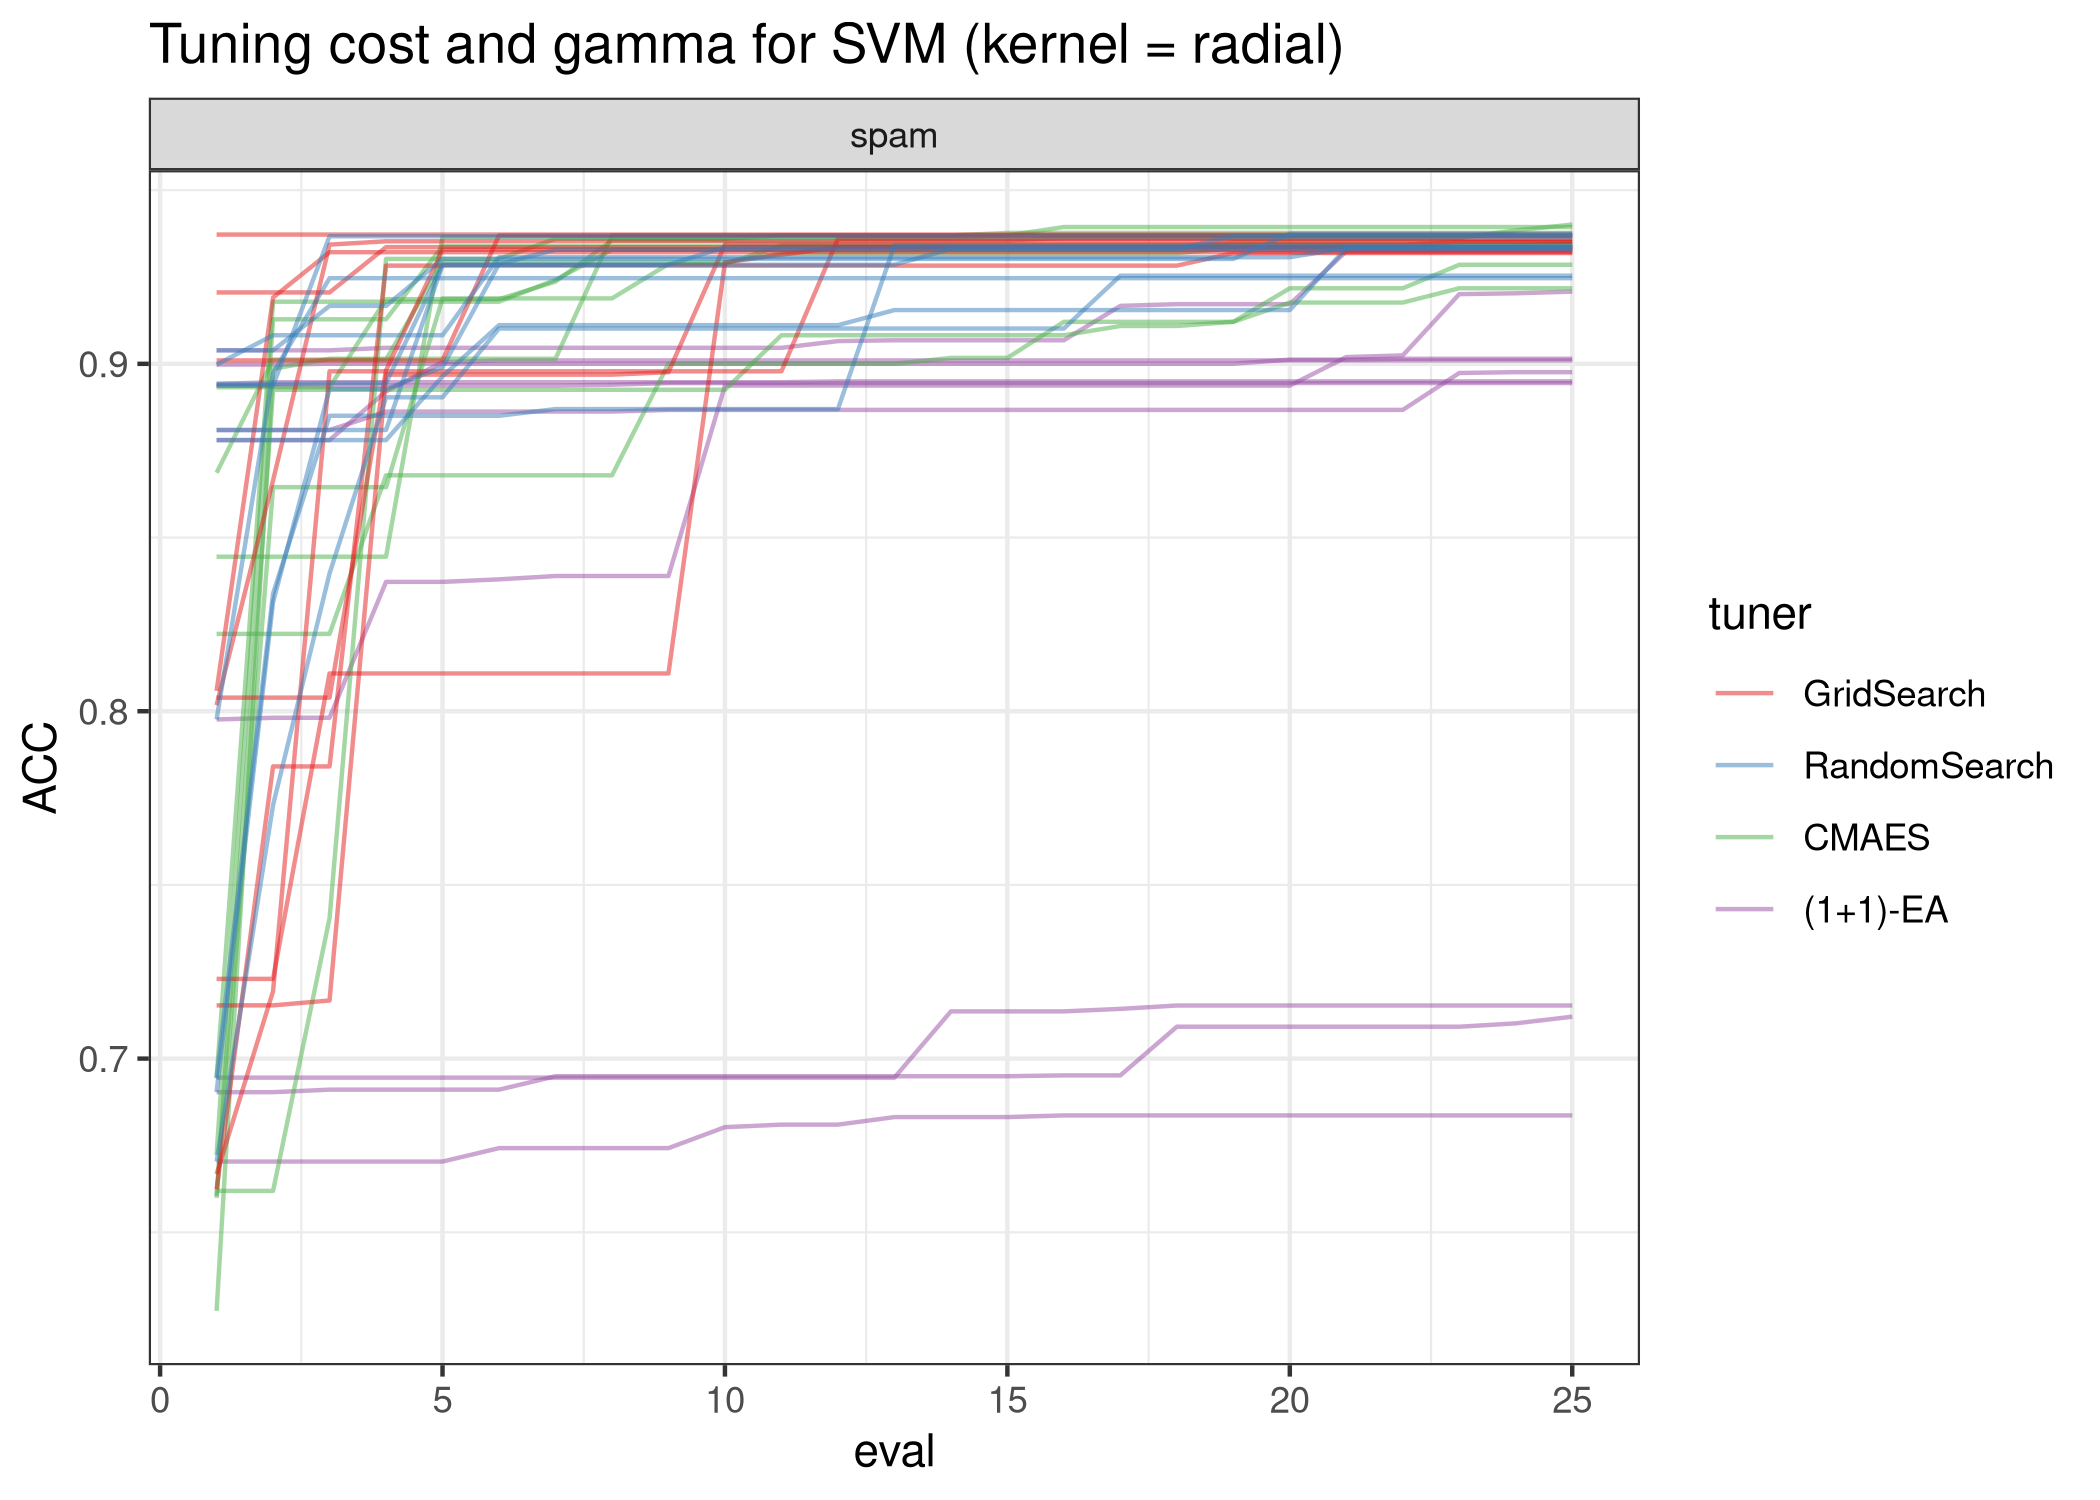 Tuning cost and gamma for SVM (kernel = radial)
spam
0.9
0.8
0.7
ACC
0 5 10 15 20 25
eval
tuner
GridSearch
RandomSearch
CMAES
(1+1)-EA